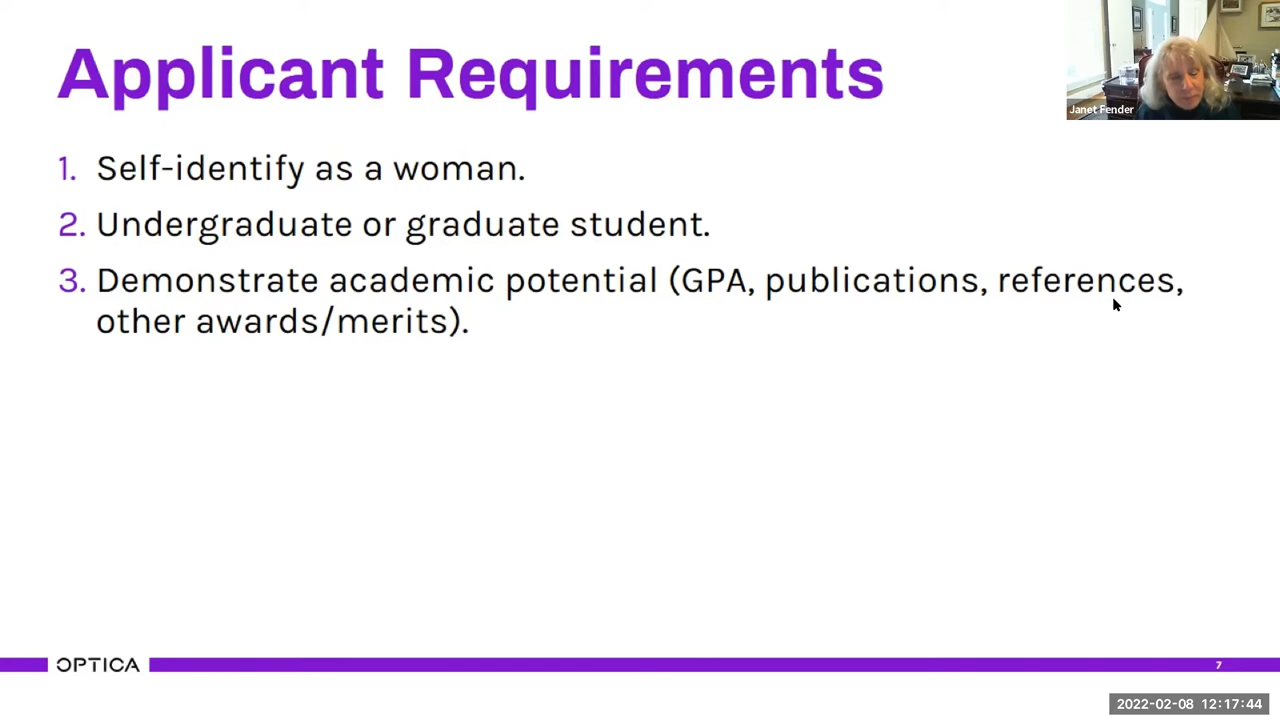 Applicant Requirements
Janet Fender
1. Self-identify as a woman.
2. Undergraduate or graduate student.
3. Demonstrate academic potential (GPA, publications, references,
other awards/merits).
OPTICA
7
2022-02-08 12:17:44